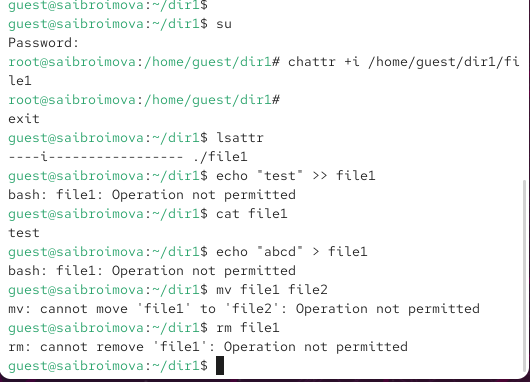 guest@saibroimova:~/dir1$
guest@saibroimova:~/dir1$ su
Password:
root@saibroimova:/home/guest/dir1# chattr +i /home/guest/dir1/fi
le1
root@saibroimova:/home/guest/dir1#
exit
guest@saibroimova:~/dir1$ lsattr
----i----------------- ./file1
guest@saibroimova:~/dir1$ echo "test" >> file1
bash: file1: Operation not permitted
guest@saibroimova:~/dir1$ cat file1
test
guest@saibroimova:~/dir1$ echo "abcd" > file1
bash: file1: Operation not permitted
guest@saibroimova:~/dir1$ mv file1 file2
mv: cannot move 'file1' to 'file2': Operation not permitted
guest@saibroimova:~/dir1$ rm file1
rm: cannot remove 'file1': Operation not permitted
guest@saibroimova:~/dir1$